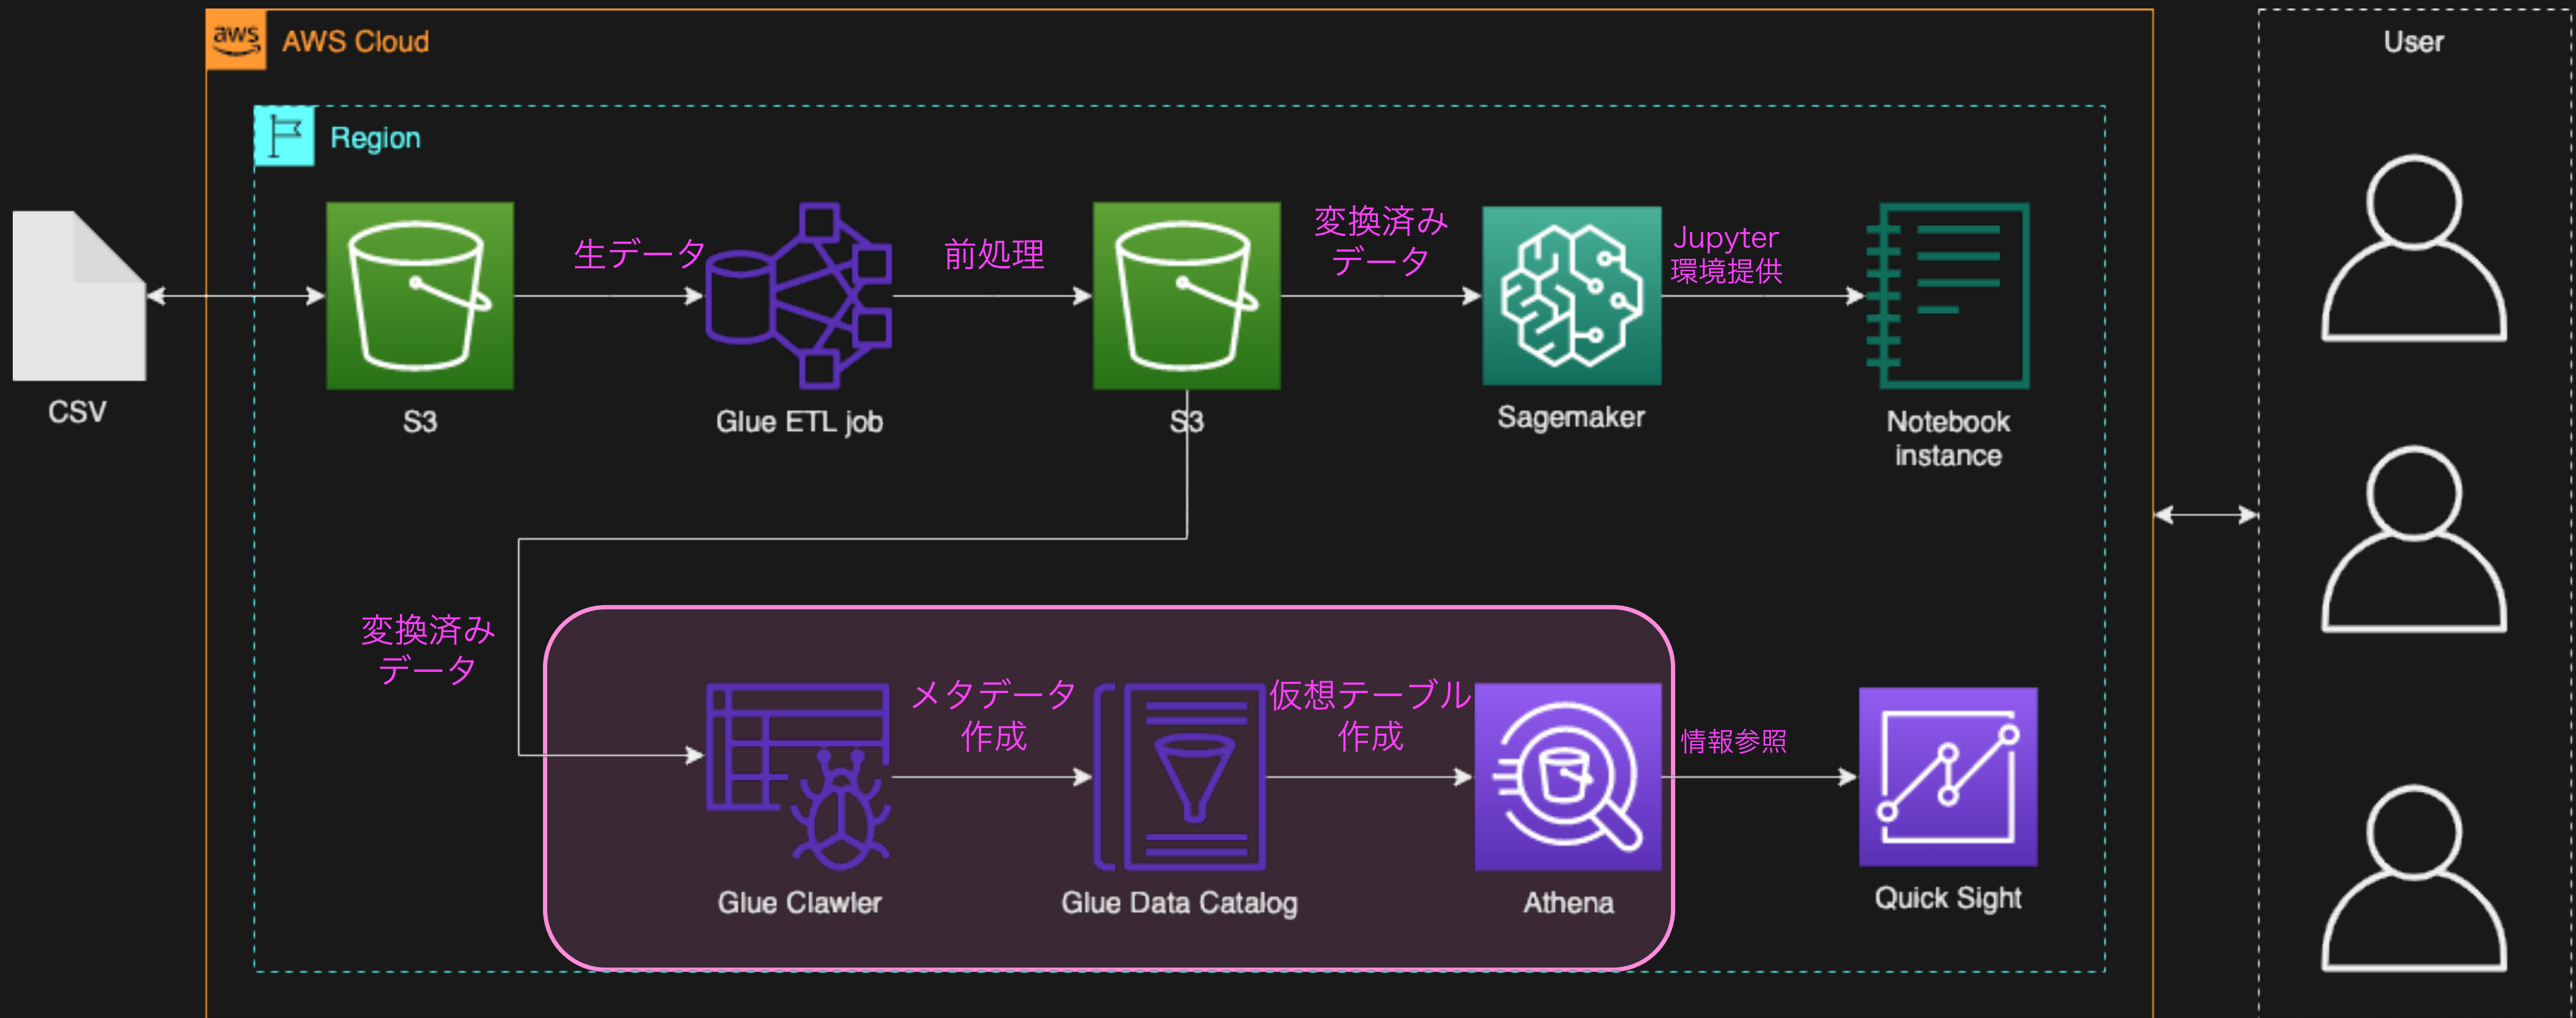 aws
AWS Cloud
User
Region
生データ
前処理
変換済み
データ
Jupyter
環境提供
CSV
S3
Glue ETL job
S3
Sagemaker
Notebook
instance
変換済み
データ
メタデータ
作成
仮想テーブル
作成
情報参照
Glue Clawler
Glue Data Catalog
Athena
Quick Sight